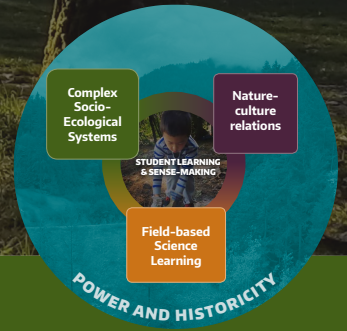 Complex
Socio-
Ecological
Systems
Nature-
culture
relations
STUDENT LEARNING
& SENSE-MAKING
Field-based
Science
Learning
POWER AND HISTORICITY